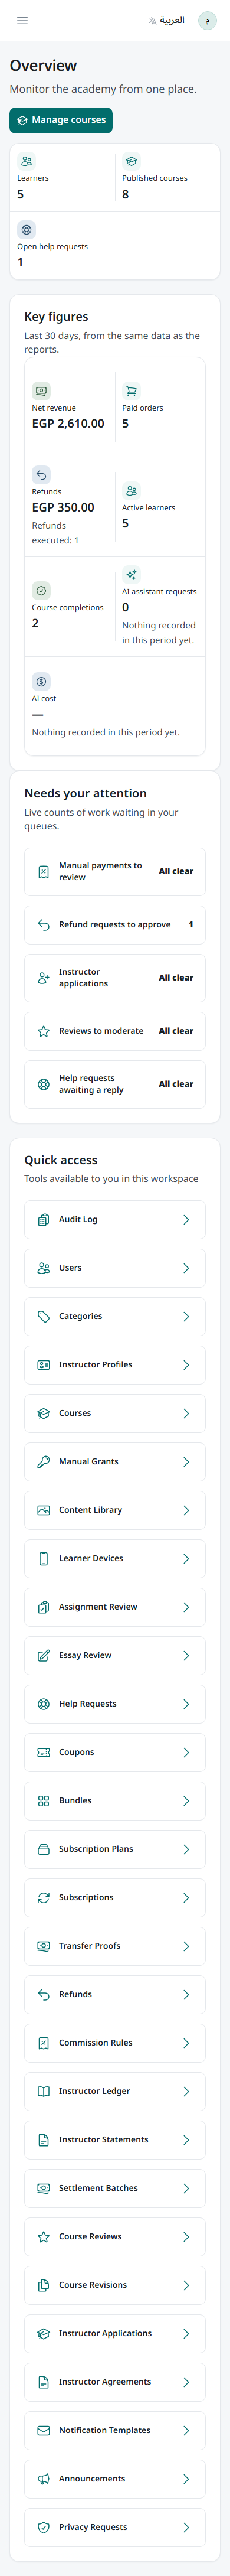 العربية
م
Overview
Monitor the academy from one place.
Manage courses
Learners
5
Published courses
8
Open help requests
1
Key figures
Last 30 days, from the same data as the
reports.
Net revenue
EGP 2,610.00
Paid orders
5
Refunds
EGP 350.00
Refunds
executed: 1
Active learners
5
Course completions
2
AI assistant requests
0
Nothing recorded
in this period yet.
AI cost
—
Nothing recorded in this period yet.
Needs your attention
Live counts of work waiting in your
queues.
Manual payments to
review
All clear
Refund requests to approve
1
Instructor
applications
All clear
Reviews to moderate
All clear
Help requests
awaiting a reply
All clear
Quick access
Tools available to you in this workspace
Audit Log
Users
Categories
Instructor Profiles
Courses
Manual Grants
Content Library
Learner Devices
Assignment Review
Essay Review
Help Requests
Coupons
Bundles
Subscription Plans
Subscriptions
Transfer Proofs
Refunds
Commission Rules
Instructor Ledger
Instructor Statements
Settlement Batches
Course Reviews
Course Revisions
Instructor Applications
Instructor Agreements
Notification Templates
Announcements
Privacy Requests